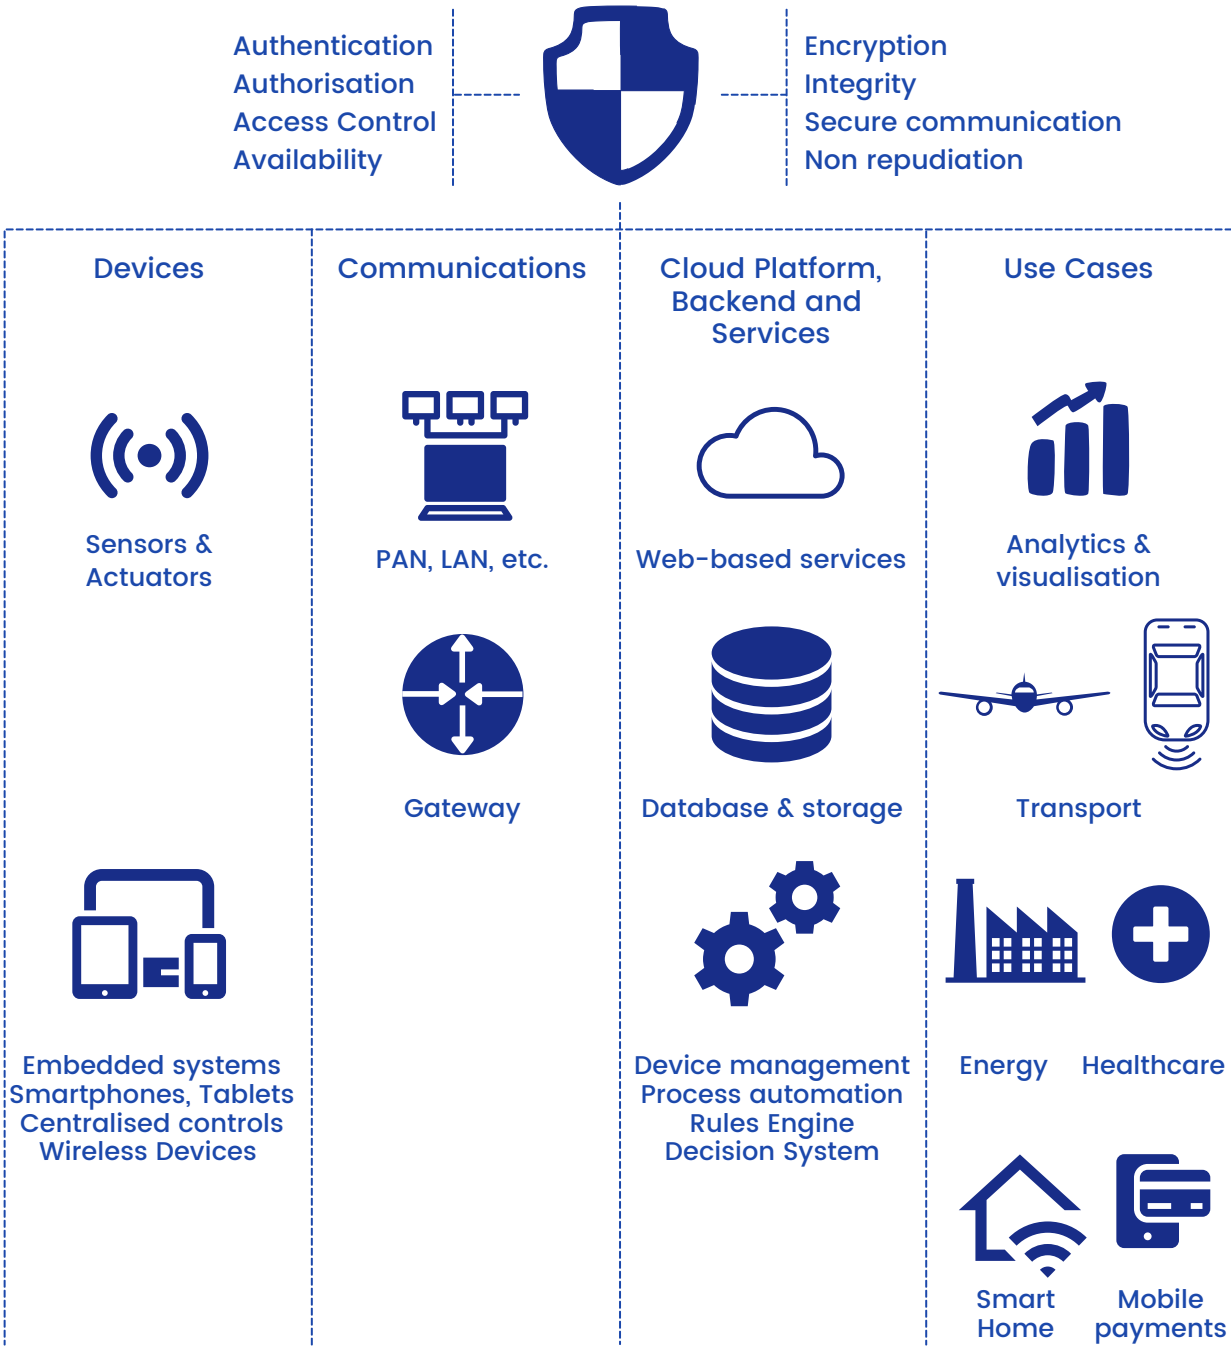 Authentication
Authorisation
Access Control
Availability
Encryption
Integrity
Secure communication
Non repudiation
Devices
Sensors &
Actuators
Embedded systems
Smartphones, Tablets
Centralised controls
Wireless Devices
Communications
PAN, LAN, etc.
Gateway
Cloud Platform,
Backend and
Services
Web-based services
Database & storage
Device management
Process automation
Rules Engine
Decision System
Use Cases
Analytics &
visualisation
Transport
Energy
Healthcare
Smart
Home
Mobile
payments